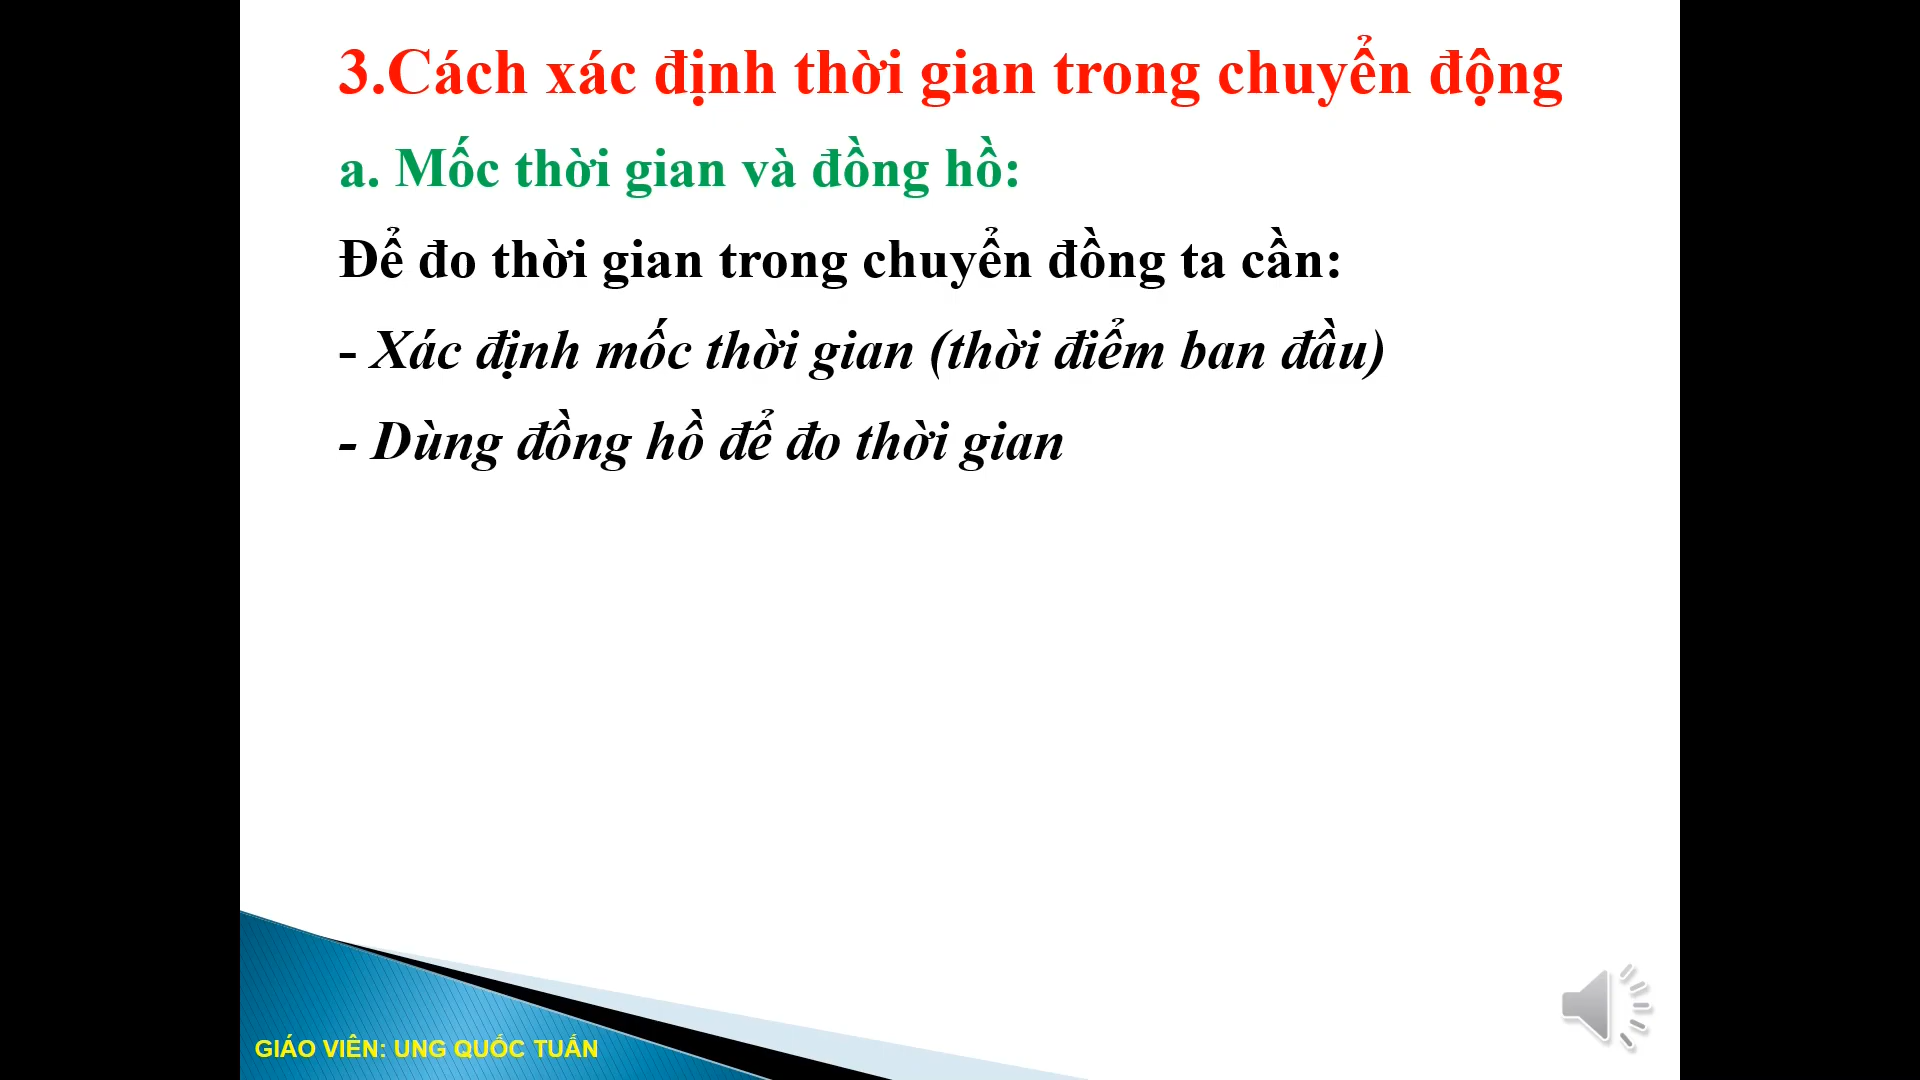 3.Cách xác định thời gian trong chuyển động
a. Mốc thời gian và đồng hồ:
Để đo thời gian trong chuyển đồng ta cần:
- Xác định mốc thời gian (thời điểm ban đầu)
- Dùng đồng hồ để đo thời gian
GIÁO VIÊN: UNG QUỐC TUẤN